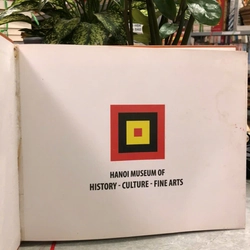 HANOI MUSEUM OF
HISTORY - CULTURE - FINE ARTS